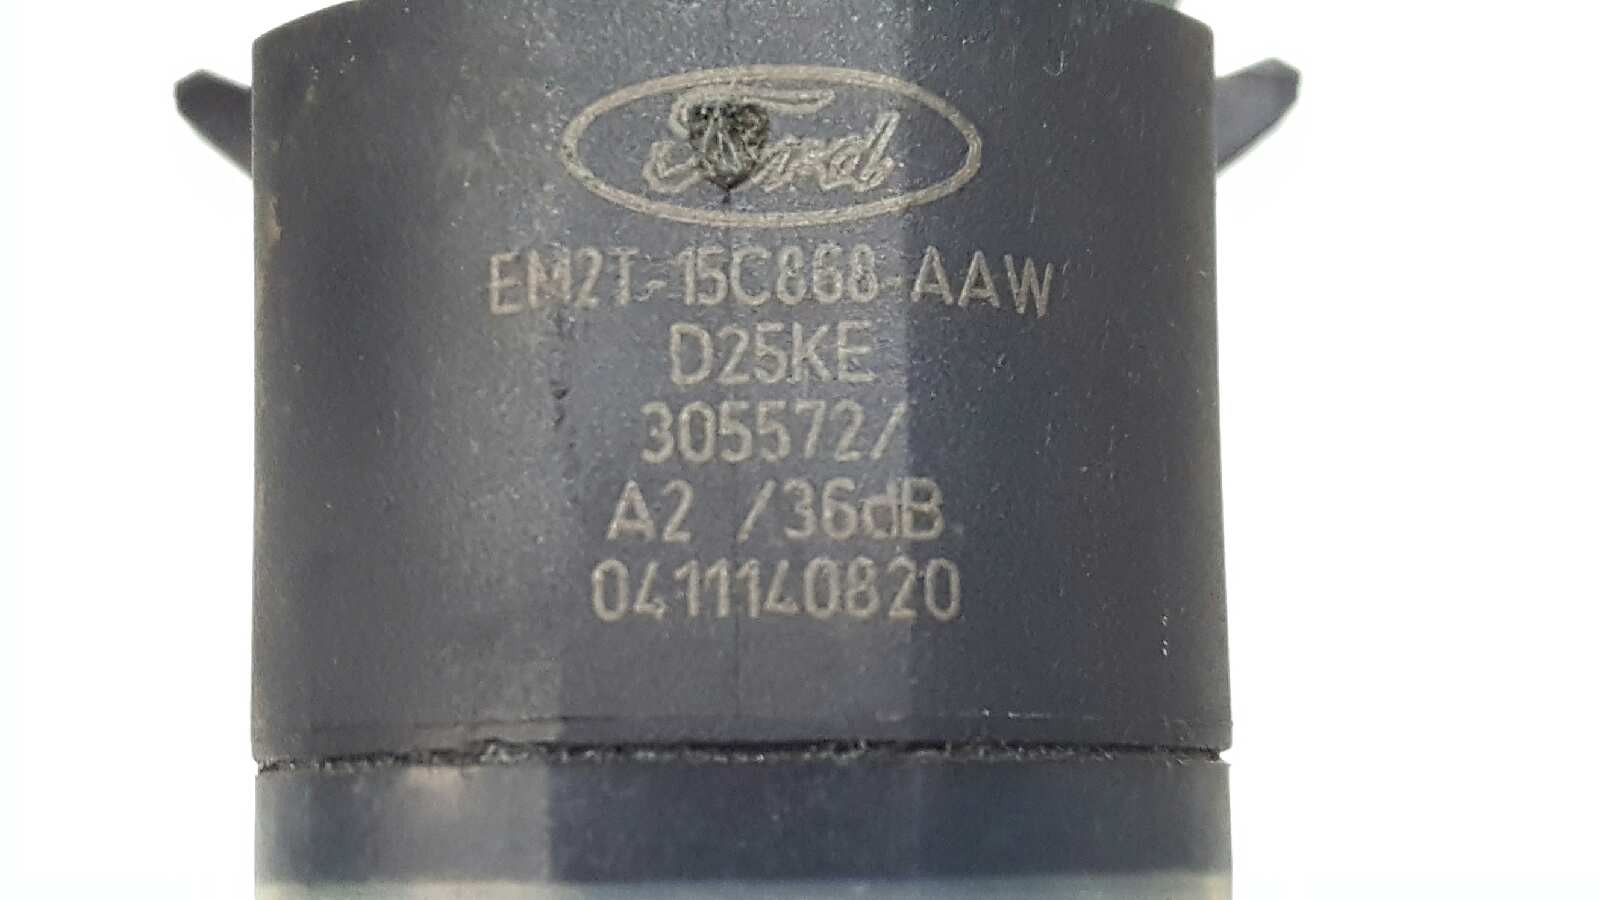 Ford
EM2T-15C868-AAW
D25KE
305572/
A2 /36dB
0411140820